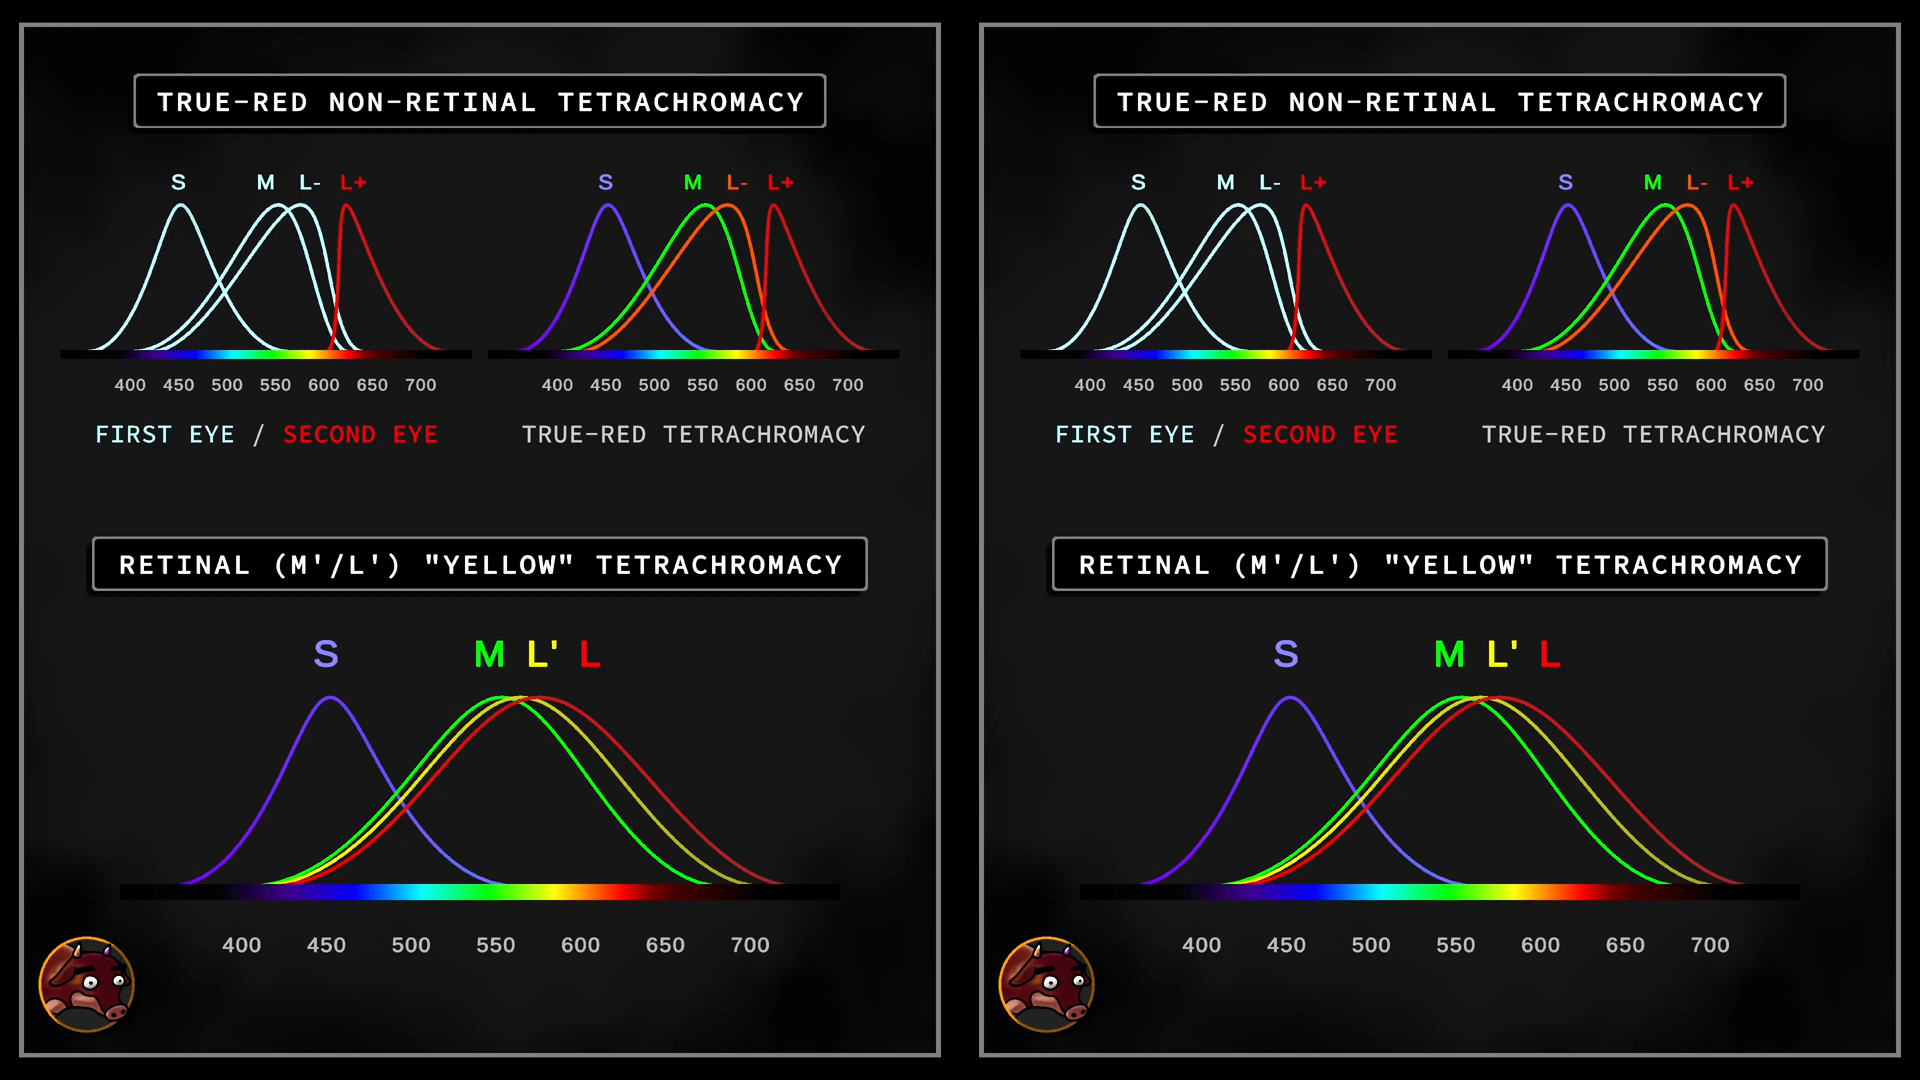 TRUE-RED NON-RETINAL TETRACHROMACY
S M L- L+
S M L- L+
400 450 500 550 600 650 700
400 450 500 550 600 650 700
FIRST EYE / SECOND EYE
TRUE-RED TETRACHROMACY
RETINAL (M'/L') "YELLOW" TETRACHROMACY
S M L' L
400 450 500 550 600 650 700
TRUE-RED NON-RETINAL TETRACHROMACY
S M L- L+
S M L- L+
400 450 500 550 600 650 700
400 450 500 550 600 650 700
FIRST EYE / SECOND EYE
TRUE-RED TETRACHROMACY
RETINAL (M'/L') "YELLOW" TETRACHROMACY
S M L' L
400 450 500 550 600 650 700